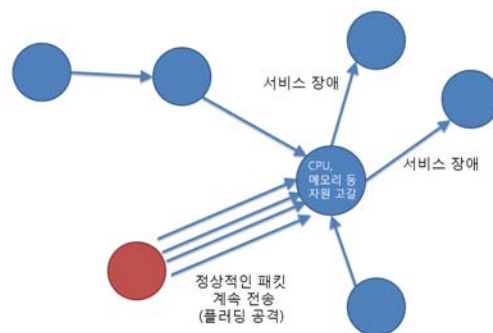 서비스 장애
서비스 장애
CPU,
메모리 등
자원 고갈
정상적인 패킷
계속 전송
(플러딩 공격)